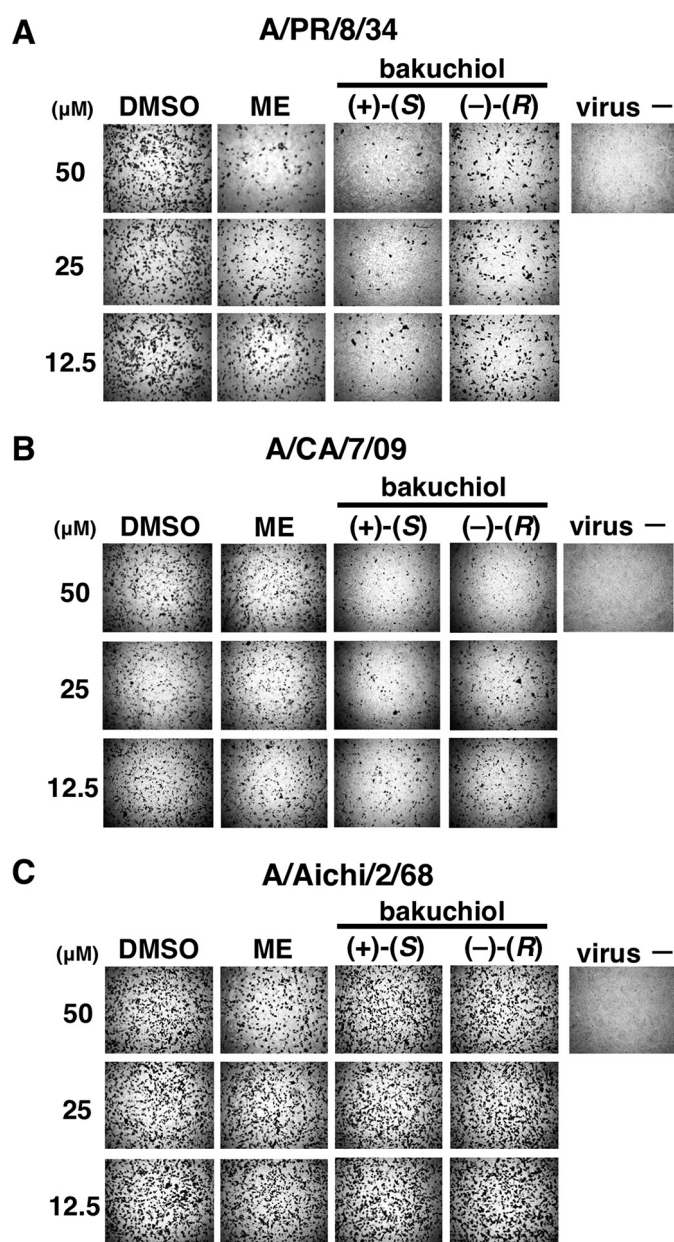 A
A/PR/8/34
bakuchiol
(μM) DMSO ME (+)-(S) (−)-(R) virus −
50
25
12.5
B
A/CA/7/09
bakuchiol
(μM) DMSO ME (+)-(S) (−)-(R) virus −
50
25
12.5
C
A/Aichi/2/68
bakuchiol
(μM) DMSO ME (+)-(S) (−)-(R) virus −
50
25
12.5